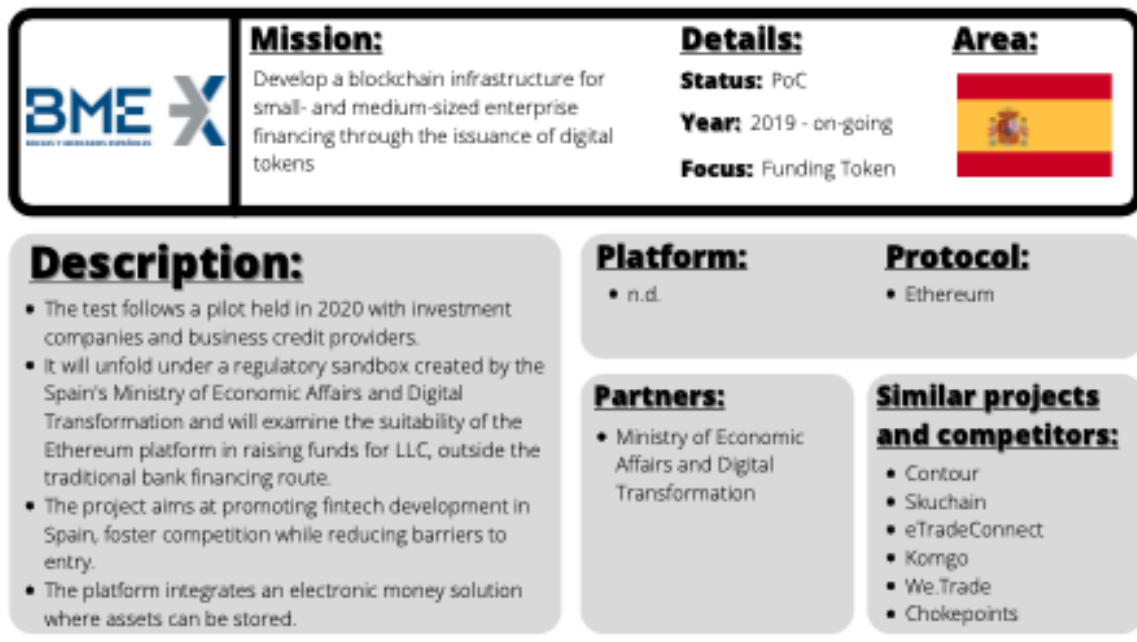 BME X
BOLSAS Y MERCADOS ESPAÑOLES
Mission:
Develop a blockchain infrastructure for
small- and medium-sized enterprise
financing through the issuance of digital
tokens
Details:
Status: PoC
Year: 2019 - on-going
Focus: Funding Token
Area:
Description:
• The test follows a pilot held in 2020 with investment
companies and business credit providers.
• It will unfold under a regulatory sandbox created by the
Spain's Ministry of Economic Affairs and Digital
Transformation and will examine the suitability of the
Ethereum platform in raising funds for LLC, outside the
traditional bank financing route.
• The project aims at promoting fintech development in
Spain, foster competition while reducing barriers to
entry.
• The platform integrates an electronic money solution
where assets can be stored.
Platform:
• n.d.
Protocol:
• Ethereum
Partners:
• Ministry of Economic
Affairs and Digital
Transformation
Similar projects
and competitors:
• Contour
• Skuchain
• eTradeConnect
• Komgo
• We.Trade
• Chokepoints